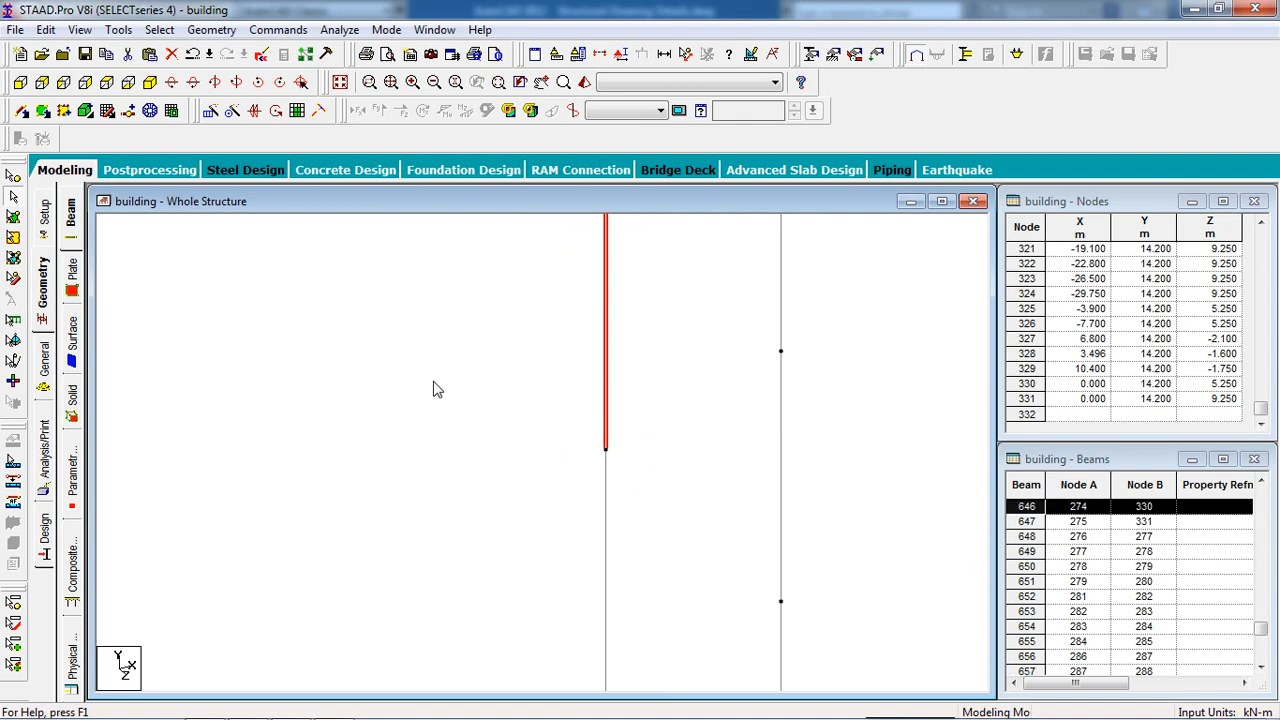 STAAD.Pro V8i (SELECTseries 4) - building
File Edit View Tools Select Geometry Commands Analyze Mode Window Help
Modeling Postprocessing Steel Design Concrete Design Foundation Design RAM Connection Bridge Deck Advanced Slab Design Piping Earthquake
Setup
Geometry
General
Analysis/Print
Design
Beam
Plate
Surface
Solid
Parametr...
Composite...
Physical ...
building - Whole Structure
Y
X
Z
building - Nodes
Node X m Y m Z m
321 -19.100 14.200 9.250
322 -22.800 14.200 9.250
323 -26.500 14.200 9.250
324 -29.750 14.200 9.250
325 -3.900 14.200 5.250
326 -7.700 14.200 5.250
327 6.800 14.200 -2.100
328 3.496 14.200 -1.600
329 10.400 14.200 -1.750
330 0.000 14.200 5.250
331 0.000 14.200 9.250
332
building - Beams
Beam Node A Node B Property Refn
646 274 330
647 275 331
648 276 277
649 277 278
650 278 279
651 279 280
652 281 282
653 282 283
654 283 284
655 284 285
656 286 287
657 287 288
For Help, press F1
Modeling Mo
Input Units: kN-m